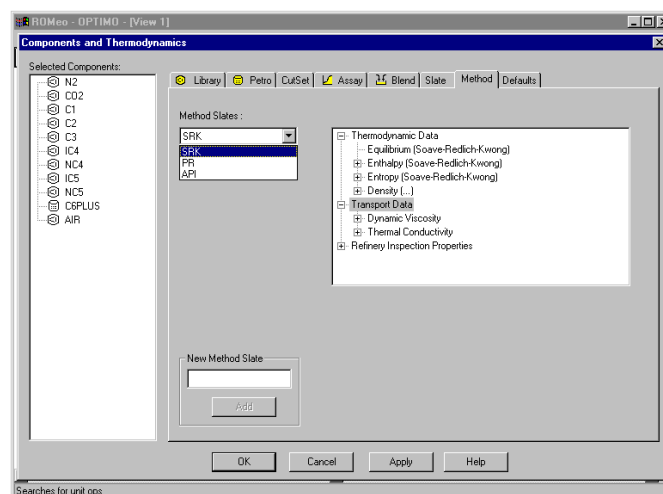 ROMeo - OPTIMO - [View 1]
Components and Thermodynamics
Selected Components:
N2
CO2
C1
C2
C3
IC4
NC4
IC5
NC5
C6PLUS
AIR
Library
Petro
CutSet
Assay
Blend
Slate
Method
Defaults
Method Slates :
SRK
SRK
PR
API
Thermodynamic Data
Equilibrium (Soave-Redlich-Kwong)
Enthalpy (Soave-Redlich-Kwong)
Entropy (Soave-Redlich-Kwong)
Density (...)
Transport Data
Dynamic Viscosity
Thermal Conductivity
Refinery Inspection Properties
New Method Slate
Add
OK
Cancel
Apply
Help
Searches for unit ops